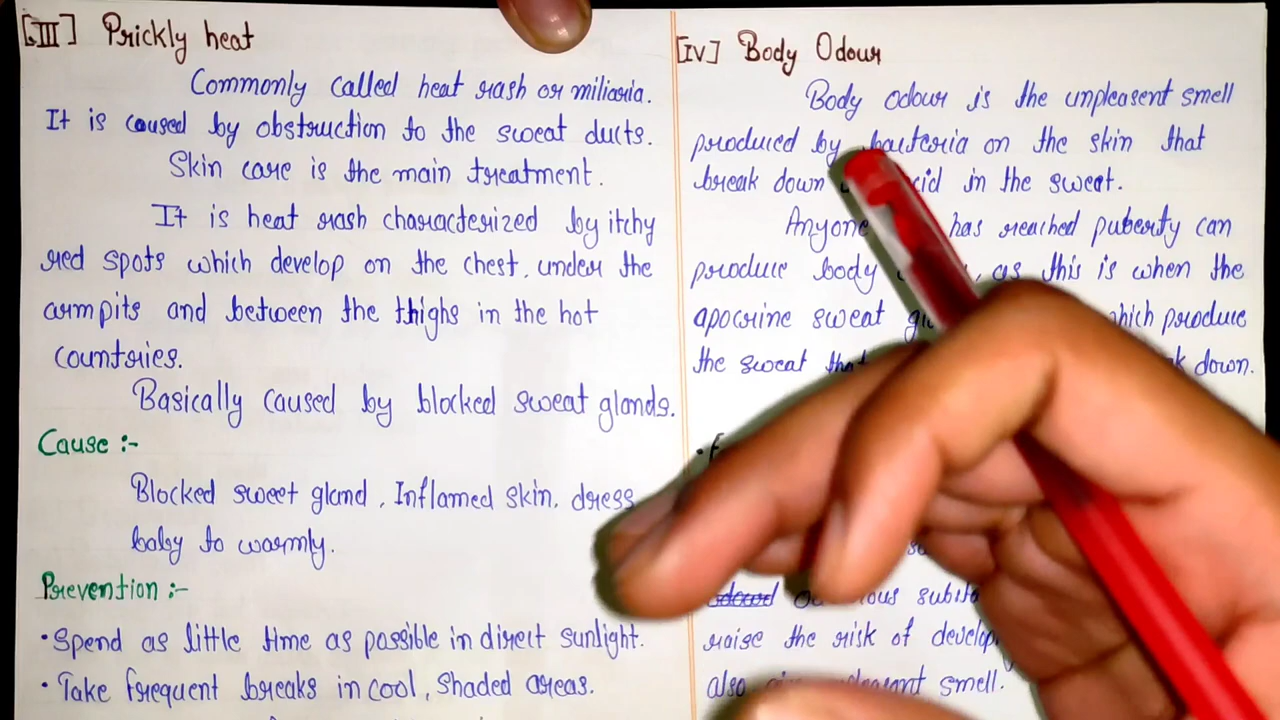 [III] Prickly heat
Commonly called heat rash or miliaria.
It is caused by obstruction to the sweat ducts.
Skin care is the main treatment.
It is heat rash characterized by itchy
red spots which develop on the chest, under the
armpits and between the thighs in the hot
countries.
Basically caused by blocked sweat glands.
Cause :-
Blocked sweet gland, Inflamed skin, dress
baby to warmly.
Prevention :-
• Spend as little time as possible in direct sunlight.
• Take frequent breaks in cool, shaded areas.
[IV] Body Odour
Body odour is the unpleasent smell
produced by bacteria on the skin that
break down in the sweat.
Anyone has reached puberty can
produce body , as this is when the
apocrine sweat which produce
the sweat that down.
raise the risk of
also smell.